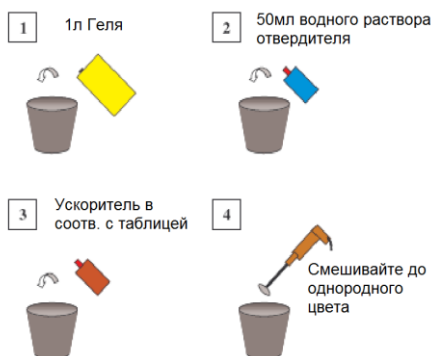 1
1л Геля
2
50мл водного раствора
отвердителя
3
Ускоритель в
соотв. с таблицей
4
Смешивайте до
однородного
цвета